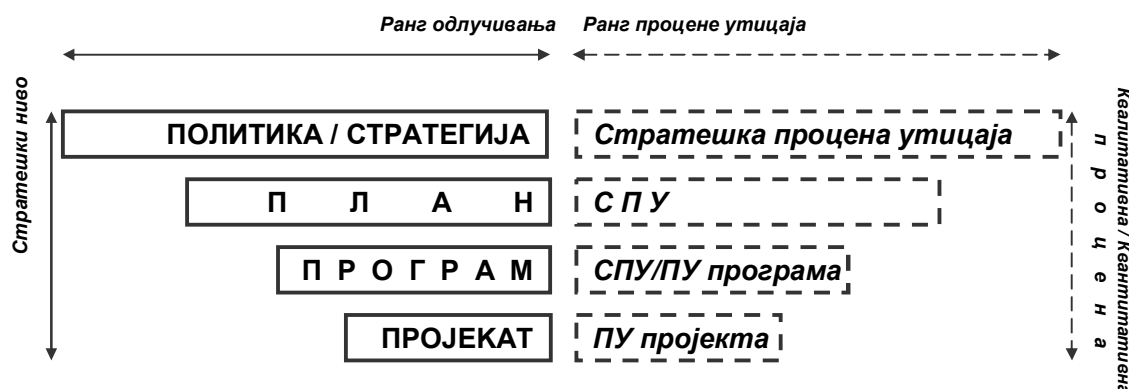 Ранг одлучивања
Ранг процене утицаја
Стратешки ниво
ПОЛИТИКА / СТРАТЕГИЈА
Стратешка процена утицаја
П Л А Н
С П У
П Р О Г Р А М
СПУ/ПУ програма
ПРОЈЕКАТ
ПУ пројекта
п р о ц е н а
Квалитативна / Квантитативна